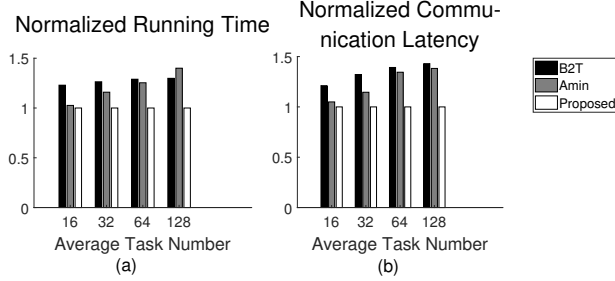 Normalized Running Time
1.5
1
0.5
0
16 32 64 128
Average Task Number
(a)
Normalized Commu-
nication Latency
1.5
1
0.5
0
16 32 64 128
Average Task Number
(b)
B2T
Amin
Proposed